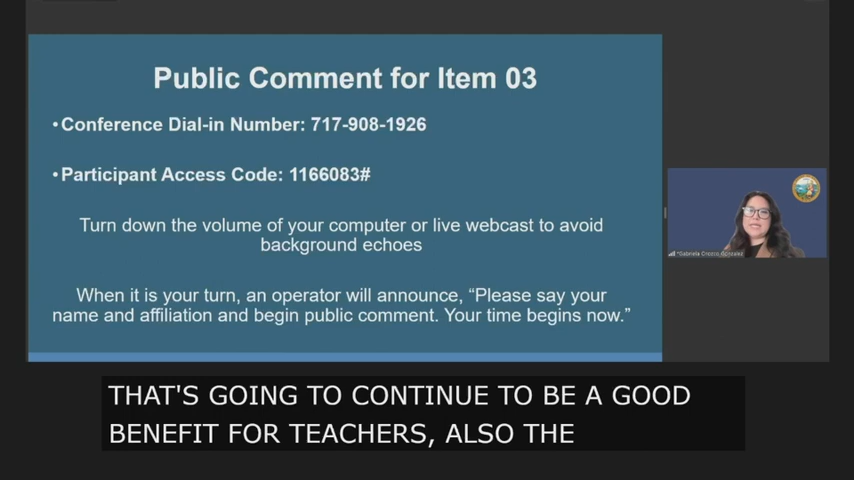 Public Comment for Item 03
•Conference Dial-in Number: 717-908-1926
•Participant Access Code: 1166083#
Turn down the volume of your computer or live webcast to avoid
background echoes
When it is your turn, an operator will announce, “Please say your
name and affiliation and begin public comment. Your time begins now.”
*Gabriela Orozco Gonzalez
THAT'S GOING TO CONTINUE TO BE A GOOD
BENEFIT FOR TEACHERS, ALSO THE